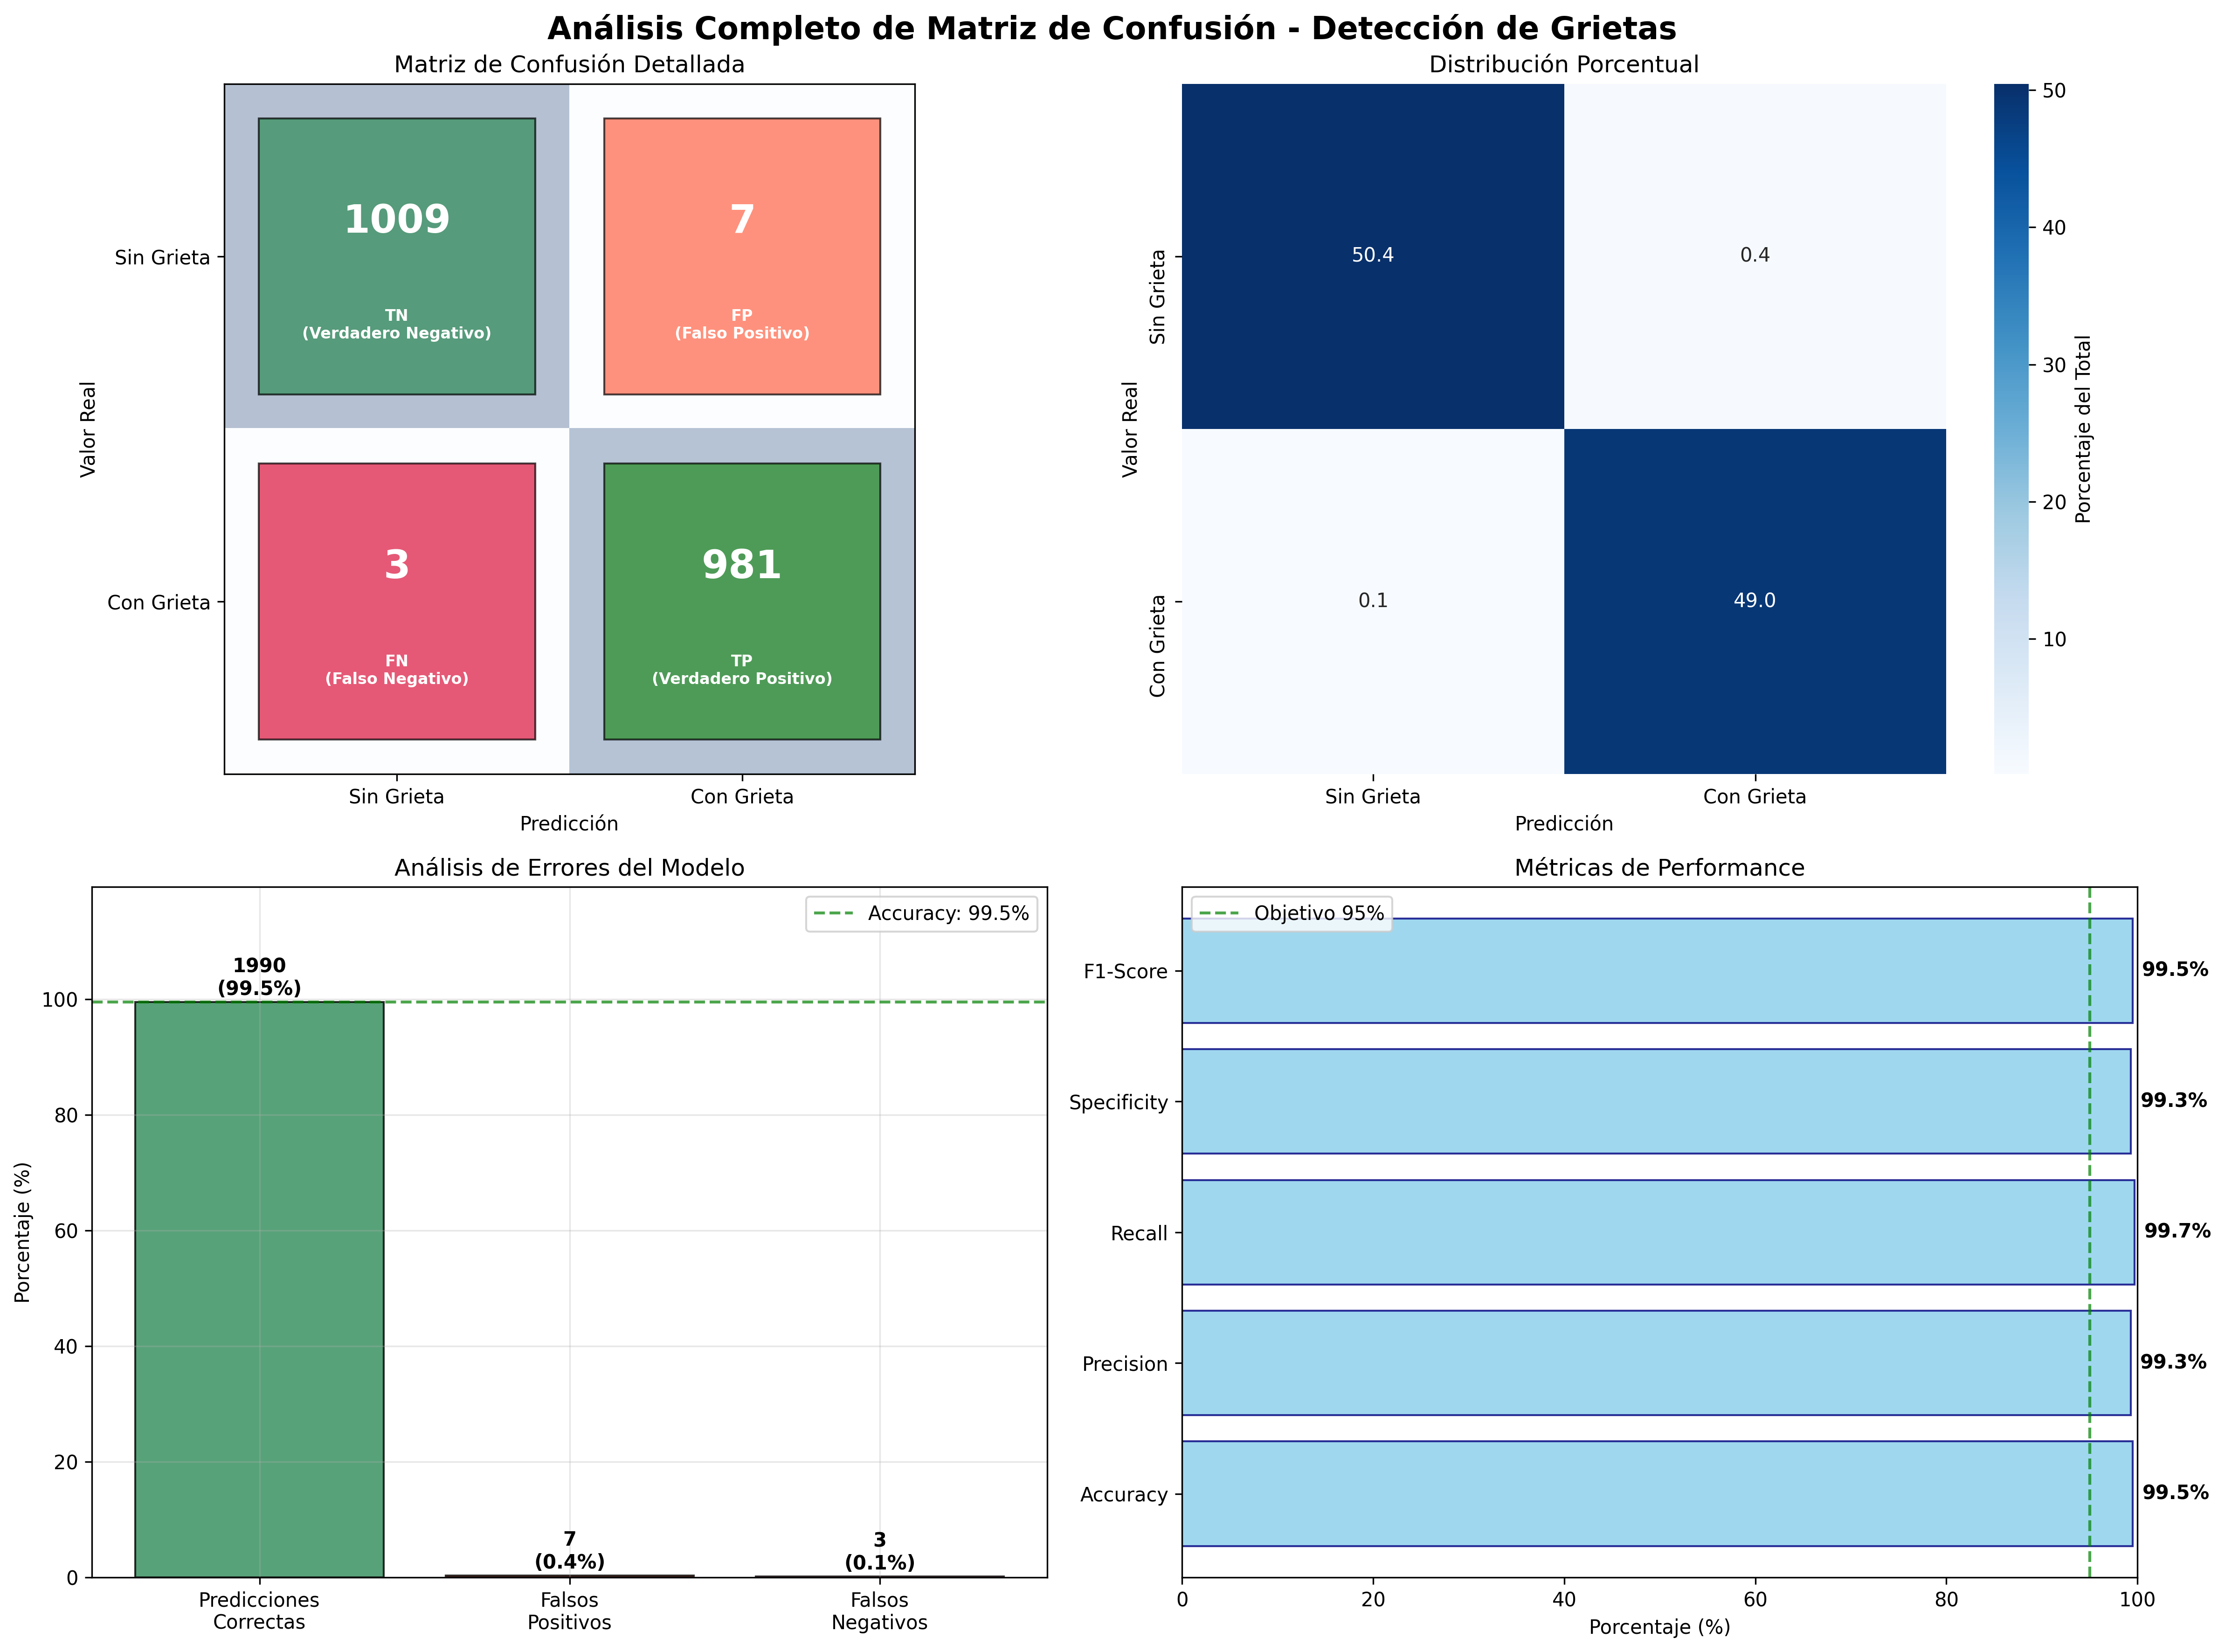 Análisis Completo de Matriz de Confusión - Detección de Grietas
Matriz de Confusión Detallada
Valor Real
Sin Grieta
Con Grieta
1009
TN
(Verdadero Negativo)
7
FP
(Falso Positivo)
3
FN
(Falso Negativo)
981
TP
(Verdadero Positivo)
Sin Grieta
Con Grieta
Predicción
Distribución Porcentual
Valor Real
Sin Grieta
Con Grieta
50.4
0.4
0.1
49.0
Sin Grieta
Con Grieta
Predicción
50
40
30
20
10
Porcentaje del Total
Análisis de Errores del Modelo
Porcentaje (%)
100
80
60
40
20
0
Accuracy: 99.5%
1990
(99.5%)
7
(0.4%)
3
(0.1%)
Predicciones
Correctas
Falsos
Positivos
Falsos
Negativos
Métricas de Performance
Objetivo 95%
F1-Score
99.5%
Specificity
99.3%
Recall
99.7%
Precision
99.3%
Accuracy
99.5%
0
20
40
60
80
100
Porcentaje (%)